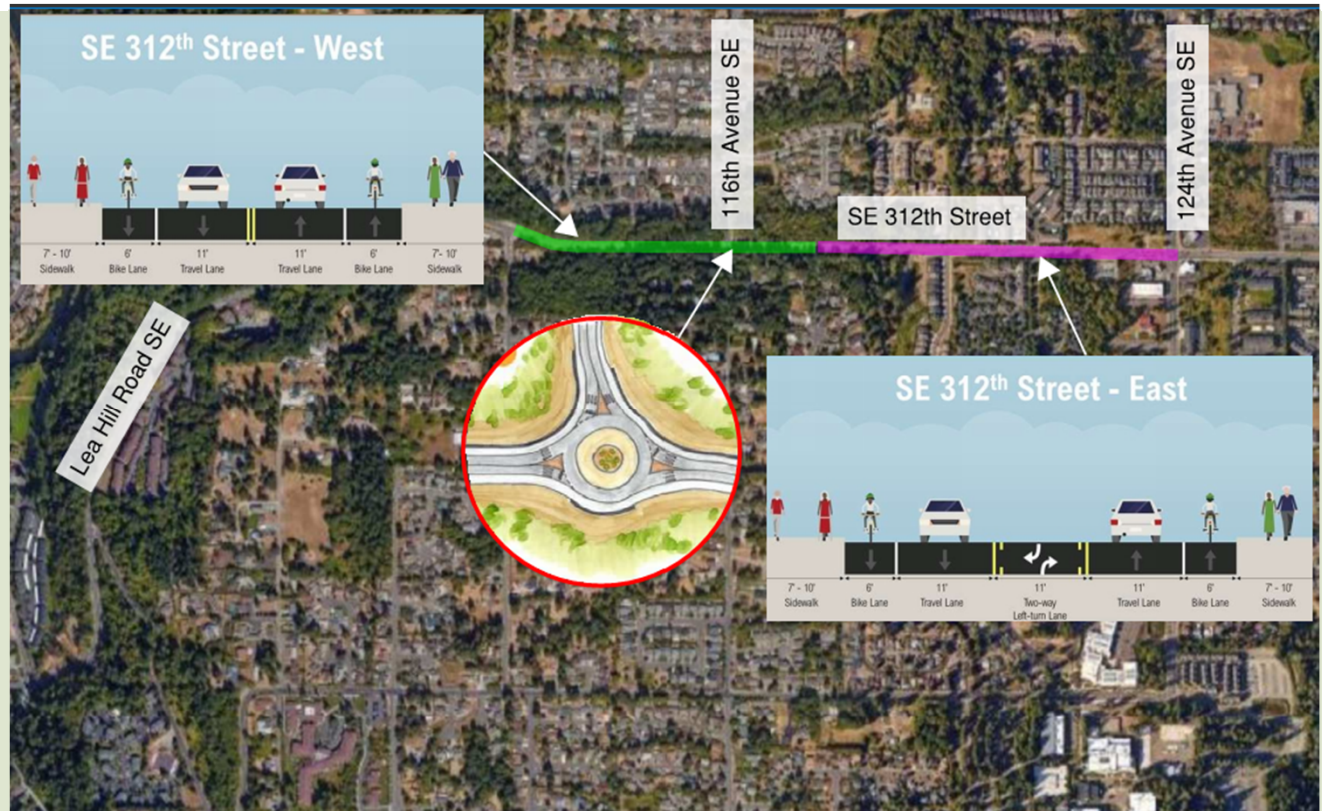 SE 312th Street - West
7' - 10'
Sidewalk
6'
Bike Lane
11'
Travel Lane
11'
Travel Lane
6'
Bike Lane
7'- 10'
Sidewalk
116th Avenue SE
SE 312th Street
124th Avenue SE
Lea Hill Road SE
SE 312th Street - East
7' - 10'
Sidewalk
6'
Bike Lane
11'
Travel Lane
11'
Two-way
Left-turn Lane
11'
Travel Lane
6'
Bike Lane
7' - 10'
Sidewalk